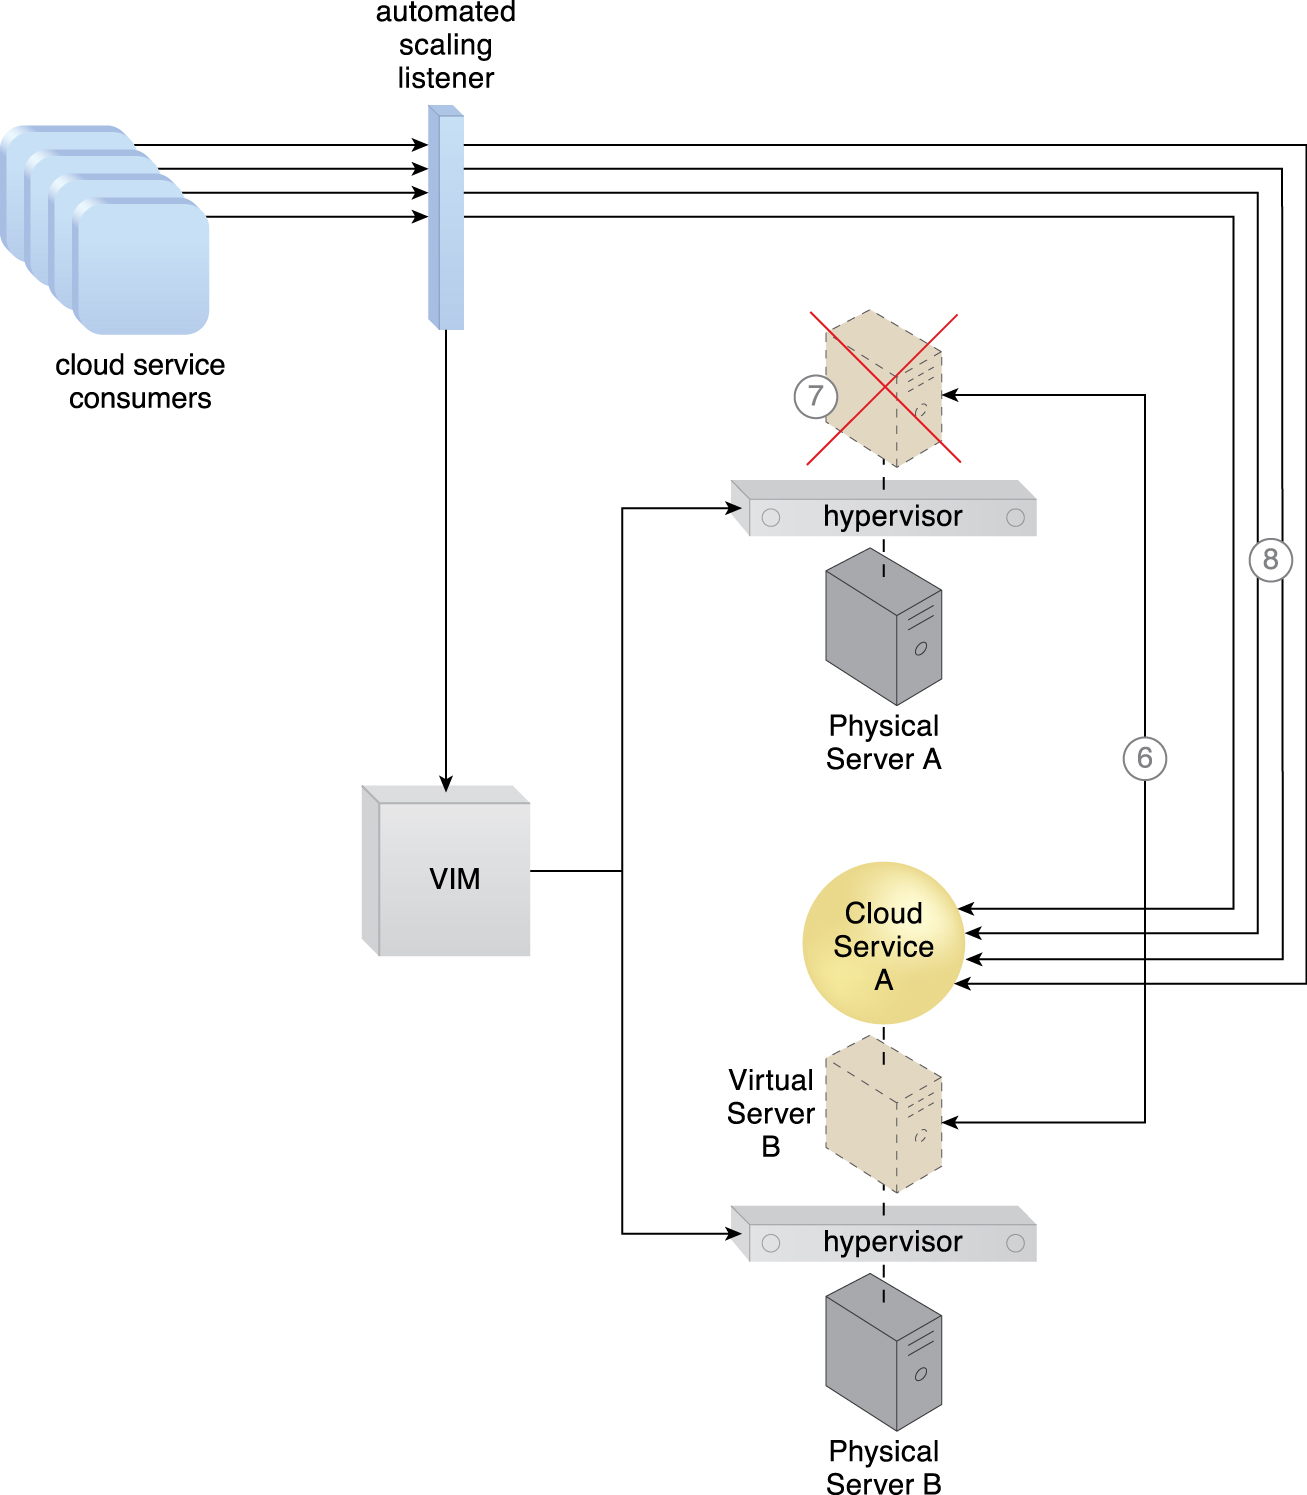 automated
scaling
listener
cloud service
consumers
7
hypervisor
8
Physical
Server A
6
VIM
Cloud
Service
A
Virtual
Server
B
hypervisor
Physical
Server B